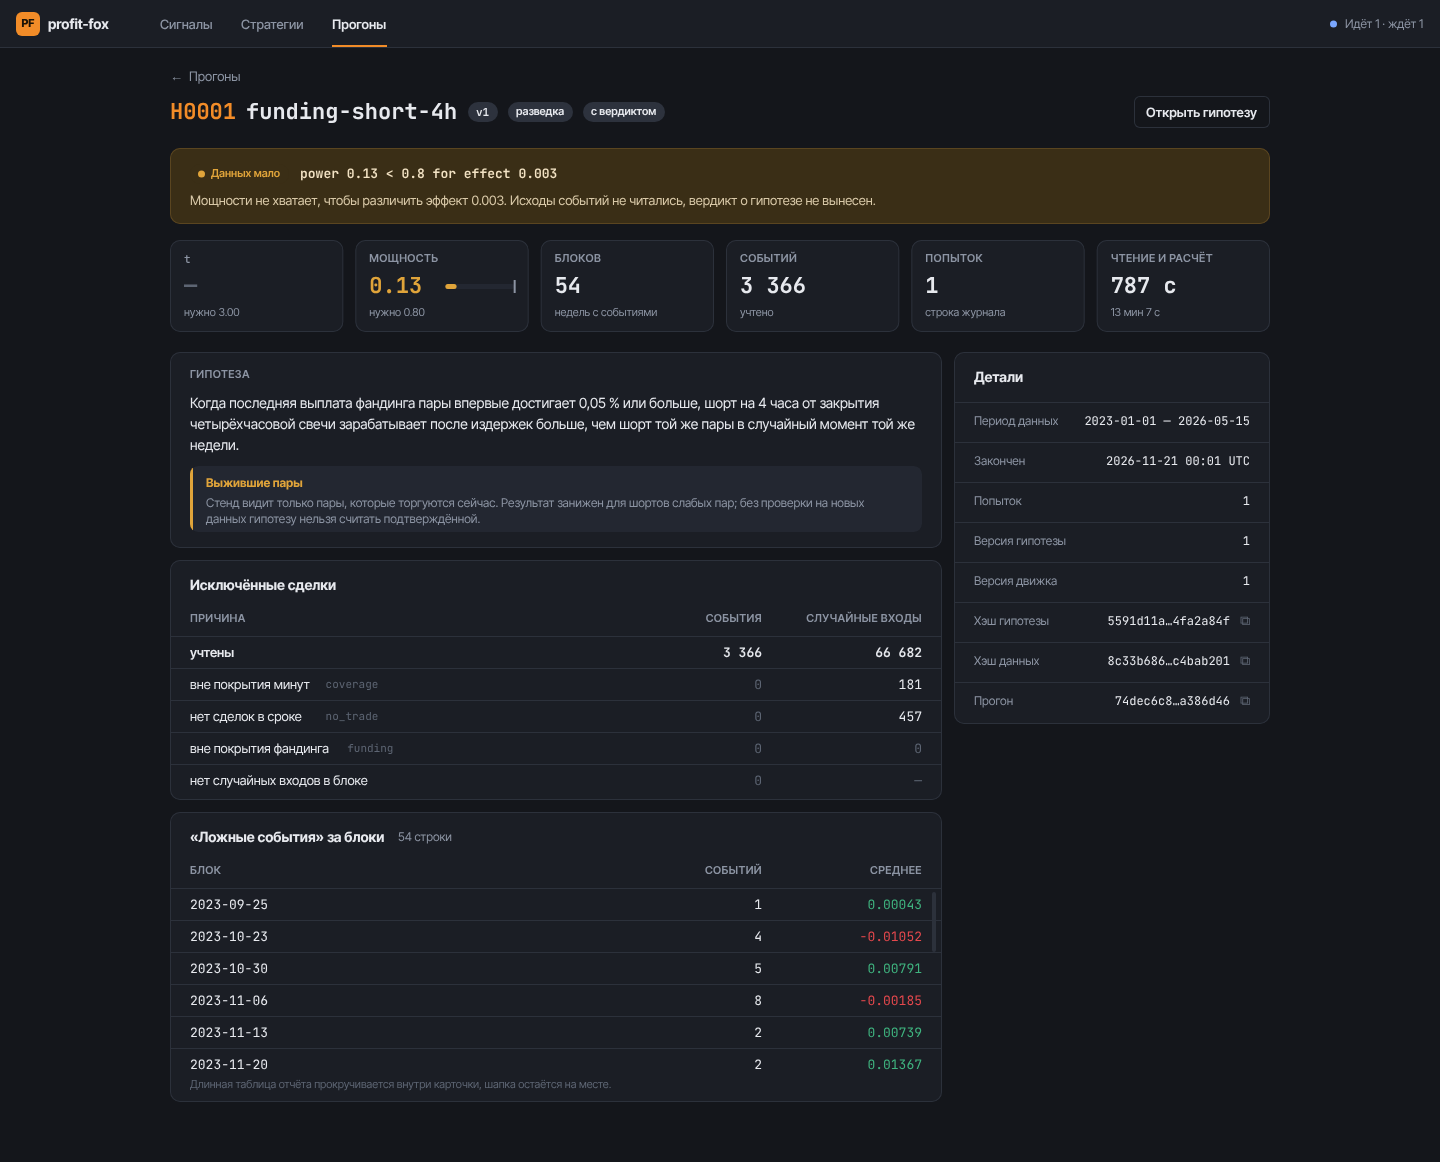 PF profit-fox Сигналы Стратегии Прогоны Идёт 1 · ждёт 1
← Прогоны
H0001 funding-short-4h v1 разведка с вердиктом Открыть гипотезу
Данных мало power 0.13 < 0.8 for effect 0.003
Мощности не хватает, чтобы различить эффект 0.003. Исходы событий не читались, вердикт о гипотезе не вынесен.
t
—
нужно 3.00
МОЩНОСТЬ
0.13
нужно 0.80
БЛОКОВ
54
недель с событиями
СОБЫТИЙ
3 366
учтено
ПОПЫТОК
1
строка журнала
ЧТЕНИЕ И РАСЧЁТ
787 с
13 мин 7 с
ГИПОТЕЗА
Когда последняя выплата фандинга пары впервые достигает 0,05 % или больше, шорт на 4 часа от закрытия
четырёхчасовой свечи зарабатывает после издержек больше, чем шорт той же пары в случайный момент той же
недели.
Выжившие пары
Стенд видит только пары, которые торгуются сейчас. Результат занижен для шортов слабых пар; без проверки на новых
данных гипотезу нельзя считать подтверждённой.
Исключённые сделки
ПРИЧИНА СОБЫТИЯ СЛУЧАЙНЫЕ ВХОДЫ
учтены 3 366 66 682
вне покрытия минут coverage 0 181
нет сделок в сроке no_trade 0 457
вне покрытия фандинга funding 0 0
нет случайных входов в блоке 0 —
«Ложные события» за блоки 54 строки
БЛОК СОБЫТИЙ СРЕДНЕЕ
2023-09-25 1 0.00043
2023-10-23 4 -0.01052
2023-10-30 5 0.00791
2023-11-06 8 -0.00185
2023-11-13 2 0.00739
2023-11-20 2 0.01367
Длинная таблица отчёта прокручивается внутри карточки, шапка остаётся на месте.
Детали
Период данных 2023-01-01 — 2026-05-15
Закончен 2026-11-21 00:01 UTC
Попыток 1
Версия гипотезы 1
Версия движка 1
Хэш гипотезы 5591d11a…4fa2a84f
Хэш данных 8c33b686…c4bab201
Прогон 74dec6c8…a386d46